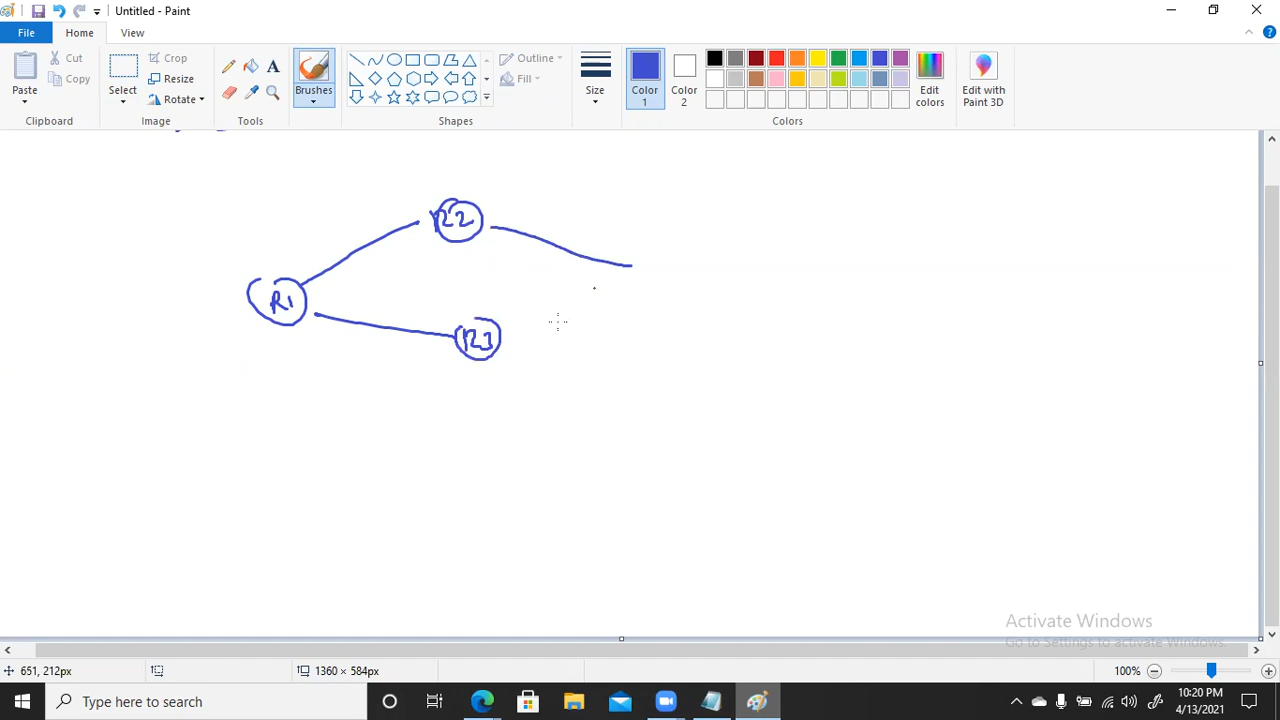 Untitled - Paint
File Home View
Paste Cut Copy Clipboard
Select Crop Resize Rotate Image
Tools
Brushes
Shapes Outline Fill
Size
Color 1 Color 2 Edit colors Colors
Edit with Paint 3D
R2
R1
R3
Activate Windows
Go to Settings to activate Windows.
651, 212px 1360 × 584px 100%
Type here to search
10:20 PM
4/13/2021